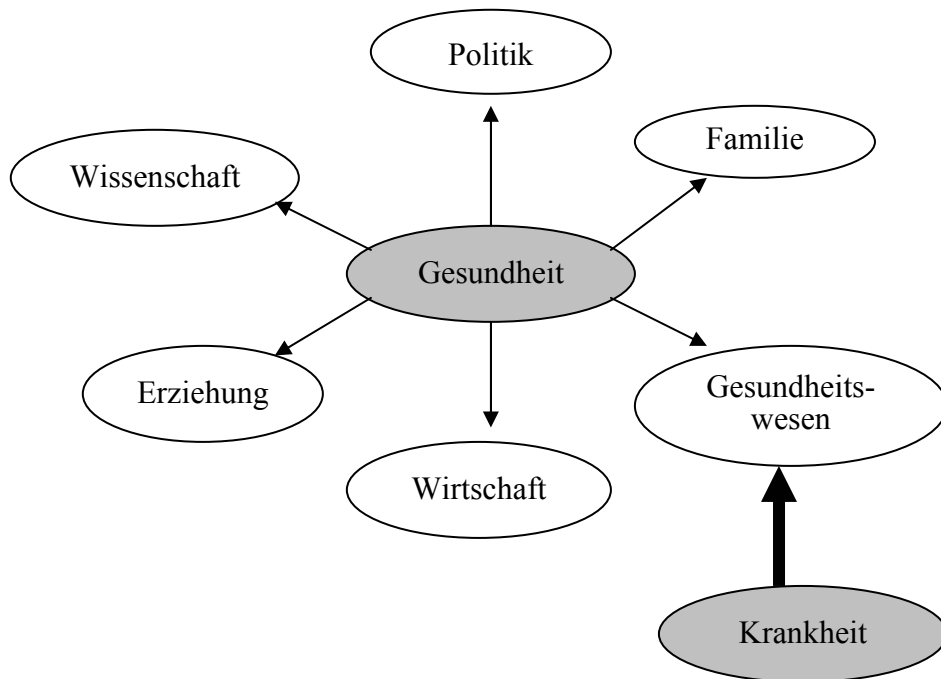 Politik
Familie
Wissenschaft
Gesundheit
Erziehung
Gesundheits-
wesen
Wirtschaft
Krankheit